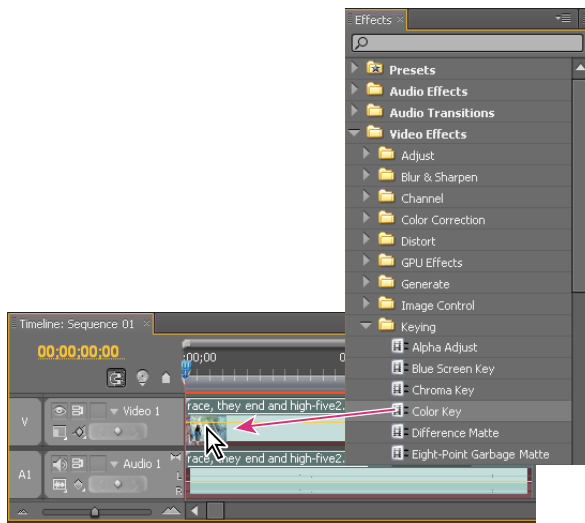 Effects
Presets
Audio Effects
Audio Transitions
Video Effects
Adjust
Blur & Sharpen
Channel
Color Correction
Distort
GPU Effects
Generate
Image Control
Keying
Alpha Adjust
Blue Screen Key
Chroma Key
Color Key
Difference Matte
Eight-Point Garbage Matte
Timeline: Sequence 01
00;00;00;00
;00;00
0
race, they end and high-five2.
V
Video 1
race, they end and high-five2.
A1
Audio 1
L
R